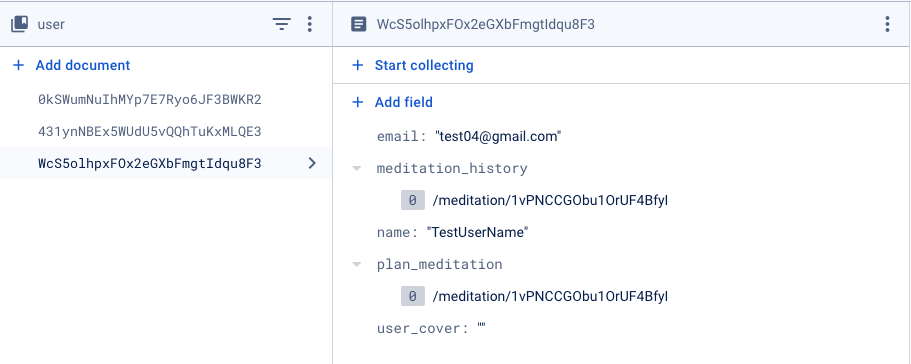 user
Add document
0kSWumNuIhMYp7E7Ryo6JF3BWKR2
431ynNBEx5WUdU5vQQhTuKxMLQE3
WcS5olhpxFOx2eGXbFmgtIdqu8F3
WcS5olhpxFOx2eGXbFmgtIdqu8F3
Start collecting
Add field
email: "test04@gmail.com"
meditation_history
0 /meditation/1vPNCCGObu1OrUF4BfyI
name: "TestUserName"
plan_meditation
0 /meditation/1vPNCCGObu1OrUF4BfyI
user_cover: ""